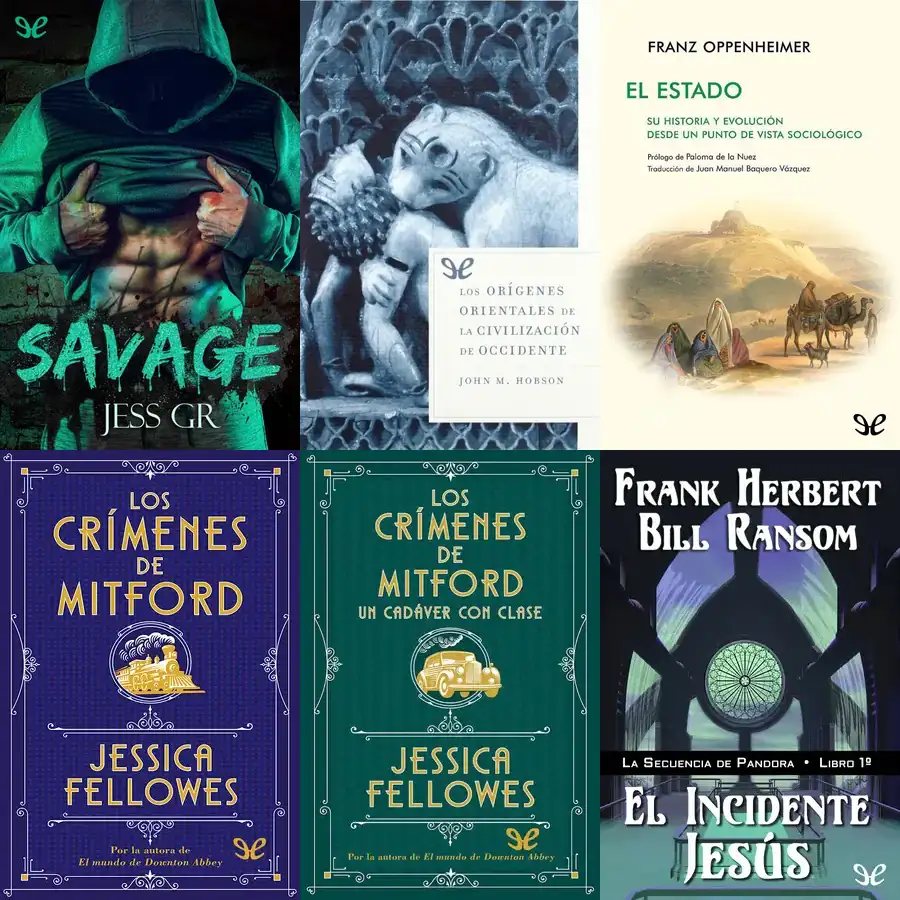 SAVAGE
JESS GR
LOS ORÍGENES
ORIENTALES DE
LA CIVILIZACIÓN
DE OCCIDENTE
JOHN M. HOBSON
FRANZ OPPENHEIMER
EL ESTADO
SU HISTORIA Y EVOLUCIÓN
DESDE UN PUNTO DE VISTA SOCIOLÓGICO
Prólogo de Paloma de la Nuez
Traducción de Juan Manuel Baquero Vázquez
LOS
CRÍMENES
DE
MITFORD
JESSICA
FELLOWES
Por la autora de
El mundo de Downton Abbey
LOS
CRÍMENES
DE
MITFORD
UN CADÁVER CON CLASE
JESSICA
FELLOWES
Por la autora de El mundo de Downton Abbey
FRANK HERBERT
BILL RANSOM
LA SECUENCIA DE PANDORA • LIBRO 1º
EL INCIDENTE
JESÚS